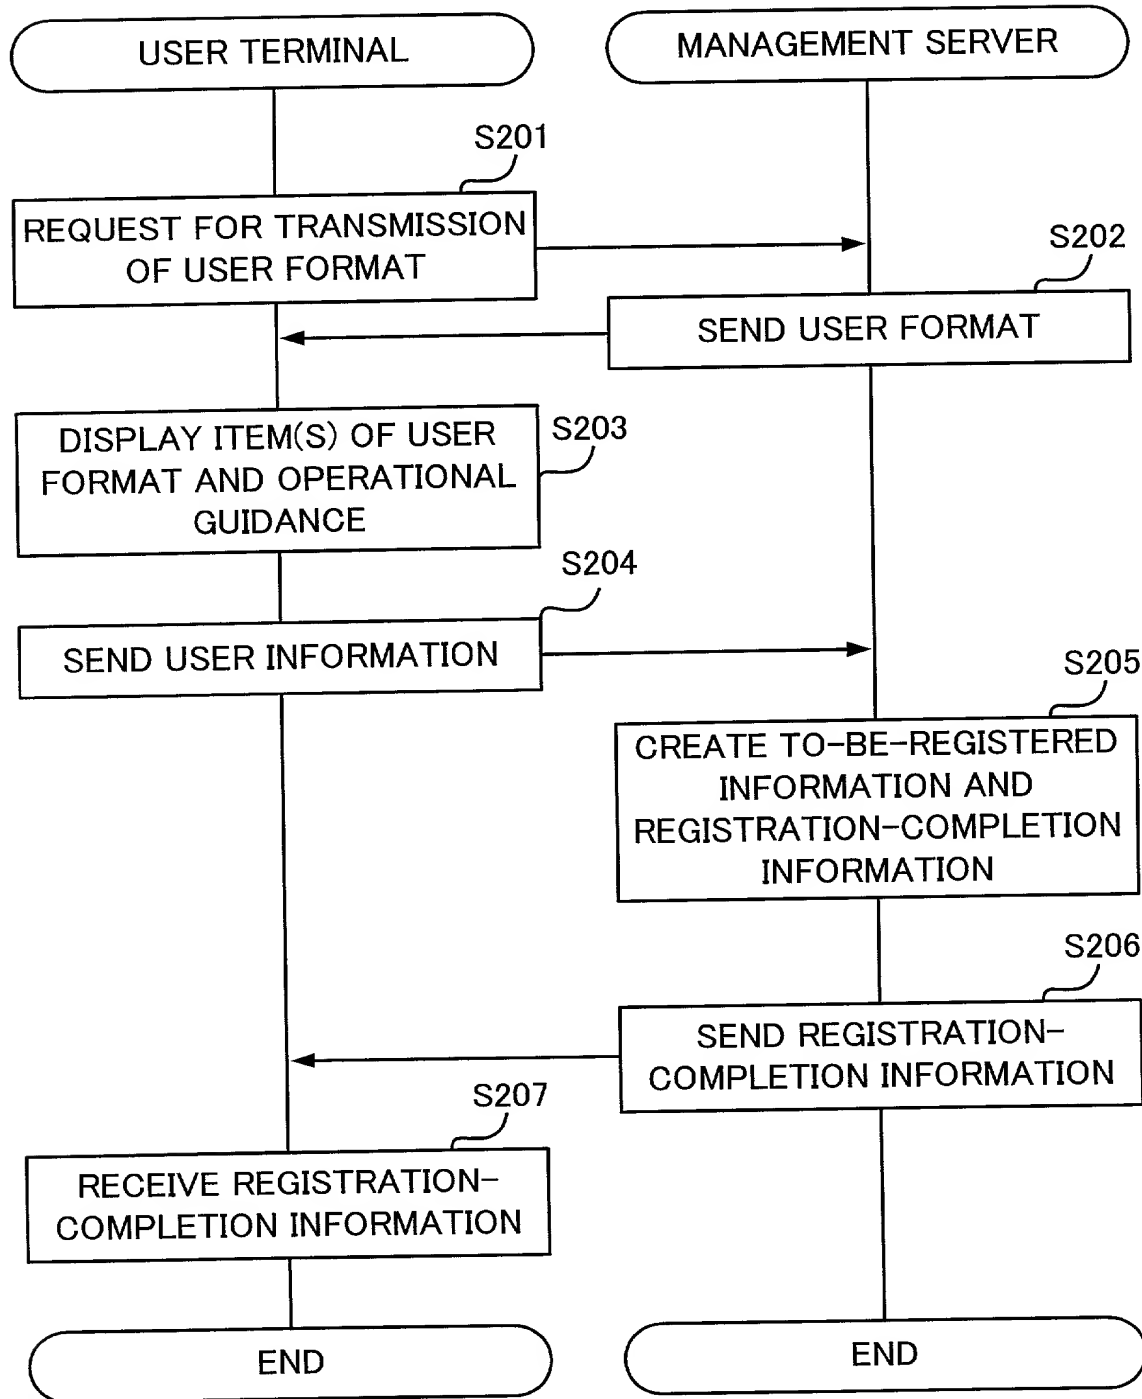 USER TERMINAL
MANAGEMENT SERVER
S201
REQUEST FOR TRANSMISSION
OF USER FORMAT
S202
SEND USER FORMAT
S203
DISPLAY ITEM(S) OF USER
FORMAT AND OPERATIONAL
GUIDANCE
S204
SEND USER INFORMATION
S205
CREATE TO-BE-REGISTERED
INFORMATION AND
REGISTRATION-COMPLETION
INFORMATION
S206
SEND REGISTRATION-
COMPLETION INFORMATION
S207
RECEIVE REGISTRATION-
COMPLETION INFORMATION
END
END